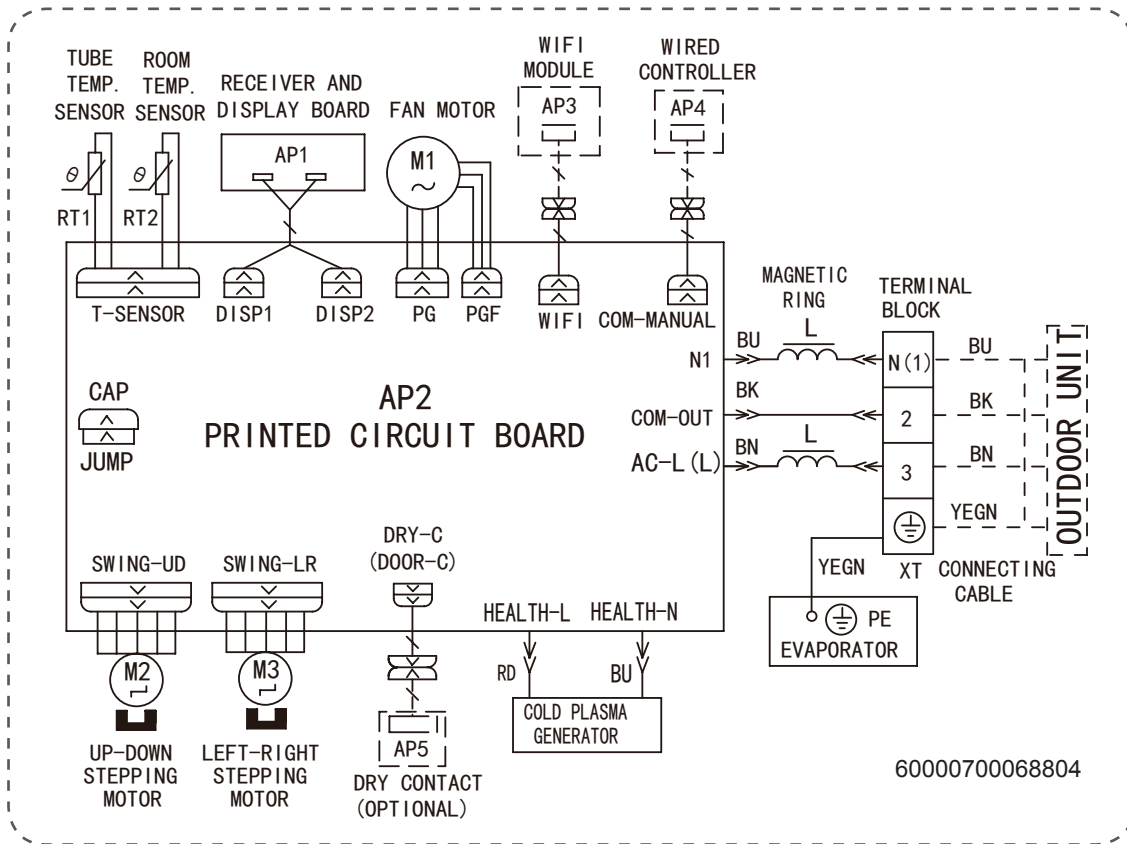 TUBE
TEMP.
SENSOR
ROOM
TEMP.
SENSOR
RECEIVER AND
DISPLAY BOARD
FAN MOTOR
WIFI
MODULE
WIRED
CONTROLLER
AP1
M1
AP3
AP4
θ
θ
RT1
RT2
T-SENSOR
DISP1
DISP2
PG
PGF
WIFI
COM-MANUAL
MAGNETIC
RING
TERMINAL
BLOCK
N1
BU
L
N(1)
BU
CAP
JUMP
AP2
PRINTED CIRCUIT BOARD
COM-OUT
BK
2
BK
AC-L(L)
BN
L
3
BN
YEGN
OUTDOOR UNIT
YEGN
XT
CONNECTING
CABLE
PE
EVAPORATOR
SWING-UD
SWING-LR
DRY-C
(DOOR-C)
HEALTH-L
HEALTH-N
M2
M3
RD
BU
COLD PLASMA
GENERATOR
AP5
UP-DOWN
STEPPING
MOTOR
LEFT-RIGHT
STEPPING
MOTOR
DRY CONTACT
(OPTIONAL)
60000700068804